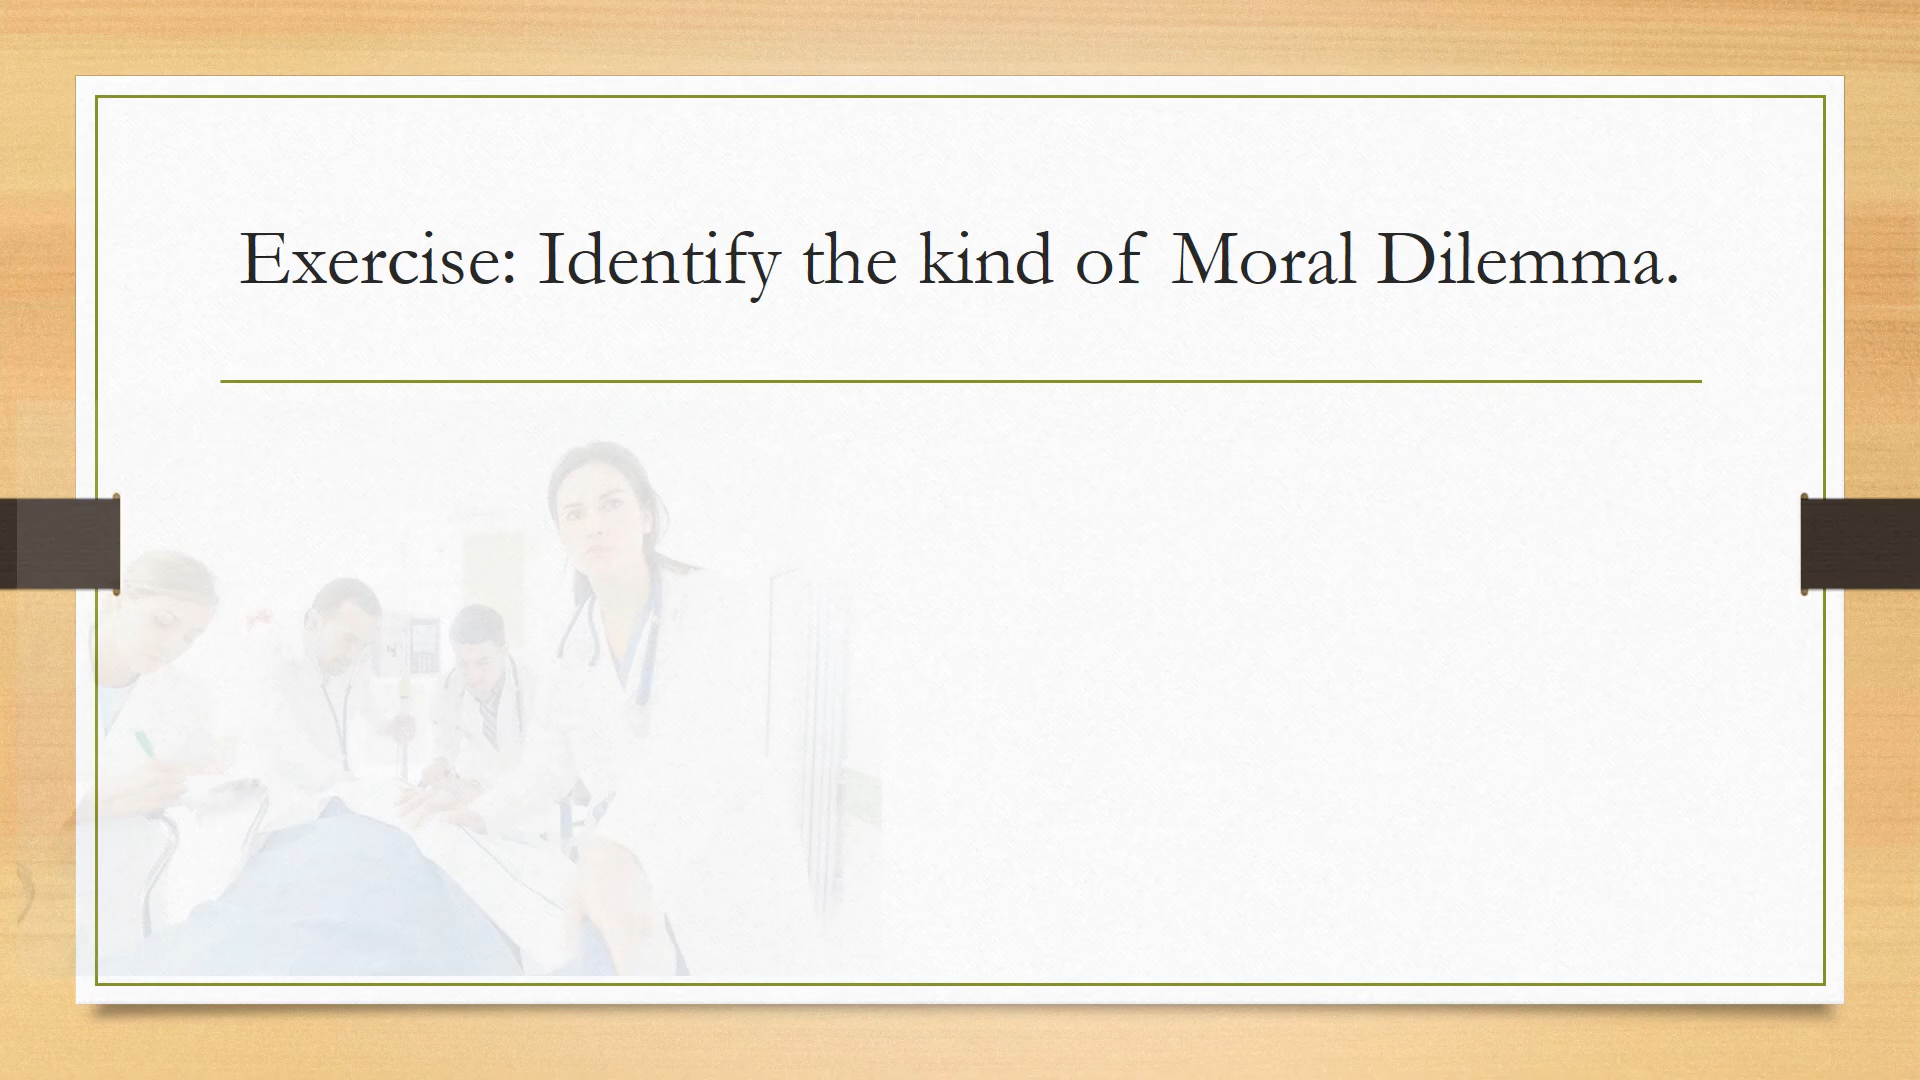 Exercise: Identify the kind of Moral Dilemma.